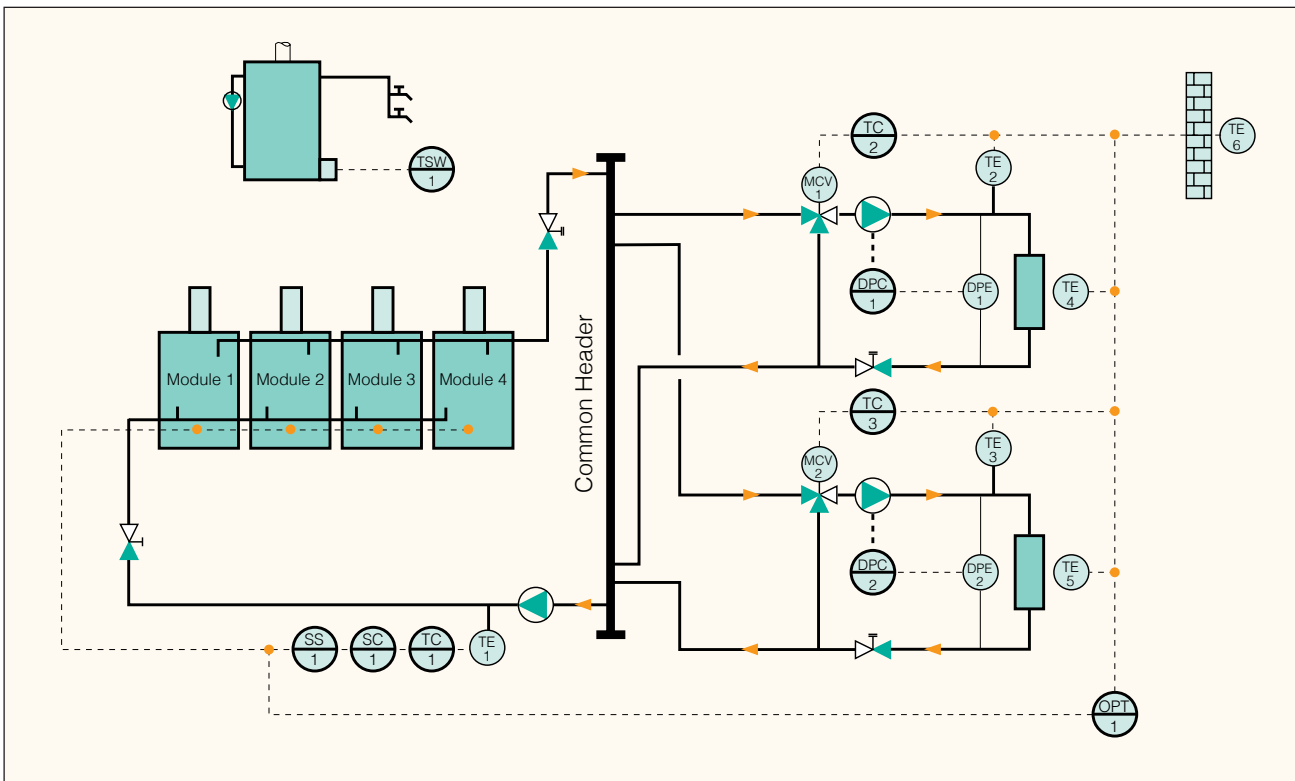 TSW
1
TC
2
TE
6
TE
2
MCV
1
DPC
1
DPE
1
TE
4
Module 1
Module 2
Module 3
Module 4
Common Header
TC
3
TE
3
MCV
2
DPC
2
DPE
2
TE
5
SS
1
SC
1
TC
1
TE
1
OPT
1